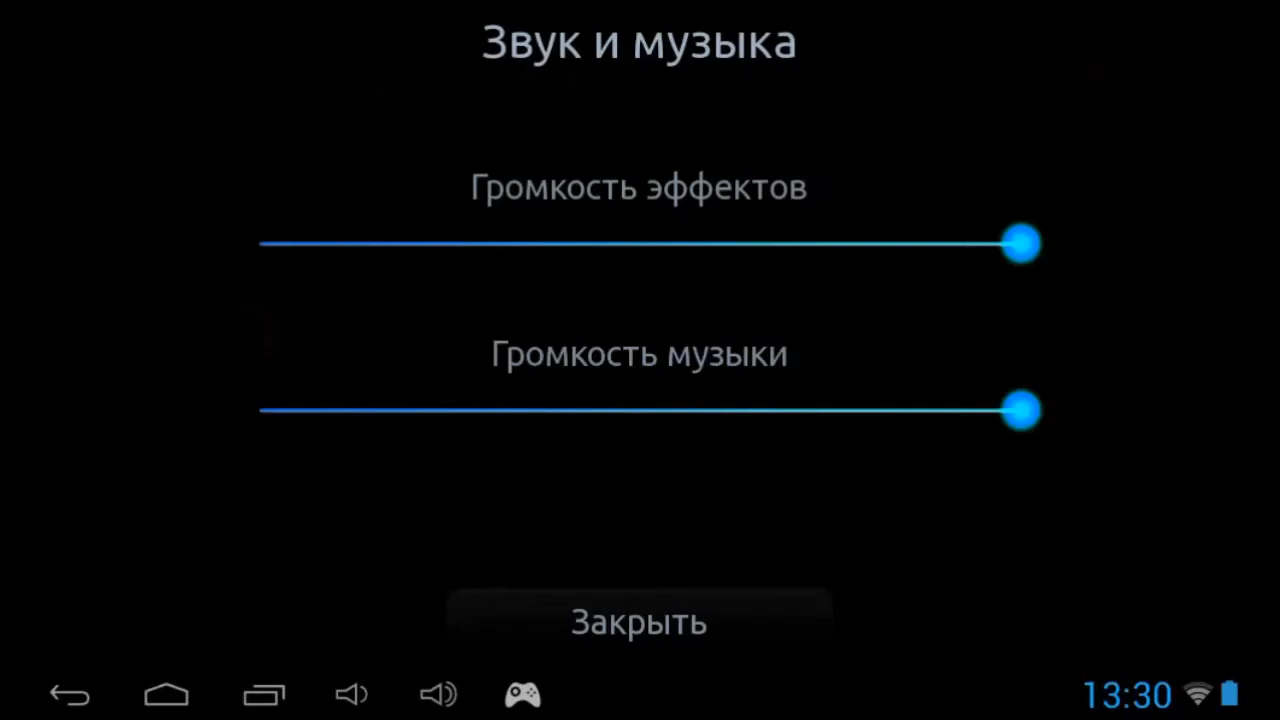 Звук и музыка
Громкость эффектов
Громкость музыки
Закрыть
13:30